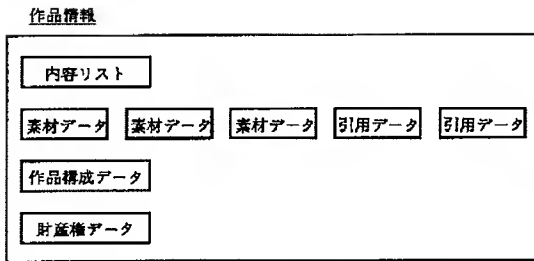 作品情報
内容リスト
素材データ 素材データ 素材データ 引用データ 引用データ
作品構成データ
財産権データ